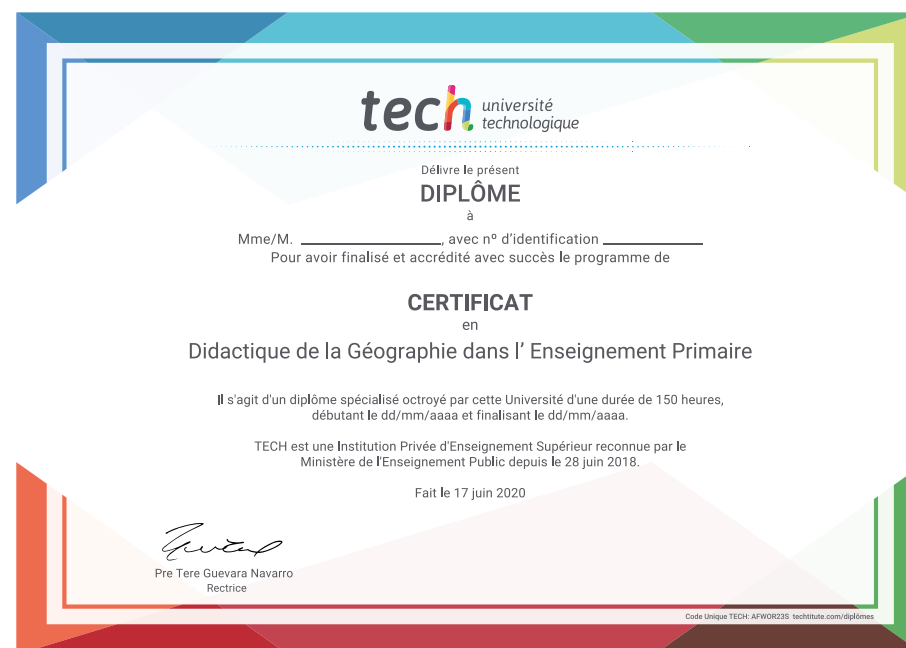 tech université
technologique
Délivre le présent
DIPLÔME
à
Mme/M. ____________________, avec nº d'identification ______________
Pour avoir finalisé et accrédité avec succès le programme de
CERTIFICAT
en
Didactique de la Géographie dans l' Enseignement Primaire
Il s'agit d'un diplôme spécialisé octroyé par cette Université d'une durée de 150 heures,
débutant le dd/mm/aaaa et finalisant le dd/mm/aaaa.
TECH est une Institution Privée d'Enseignement Supérieur reconnue par le
Ministère de l'Enseignement Public depuis le 28 juin 2018.
Fait le 17 juin 2020
Pre Tere Guevara Navarro
Rectrice
Code Unique TECH: AFWOR23S techtitute.com/diplômes